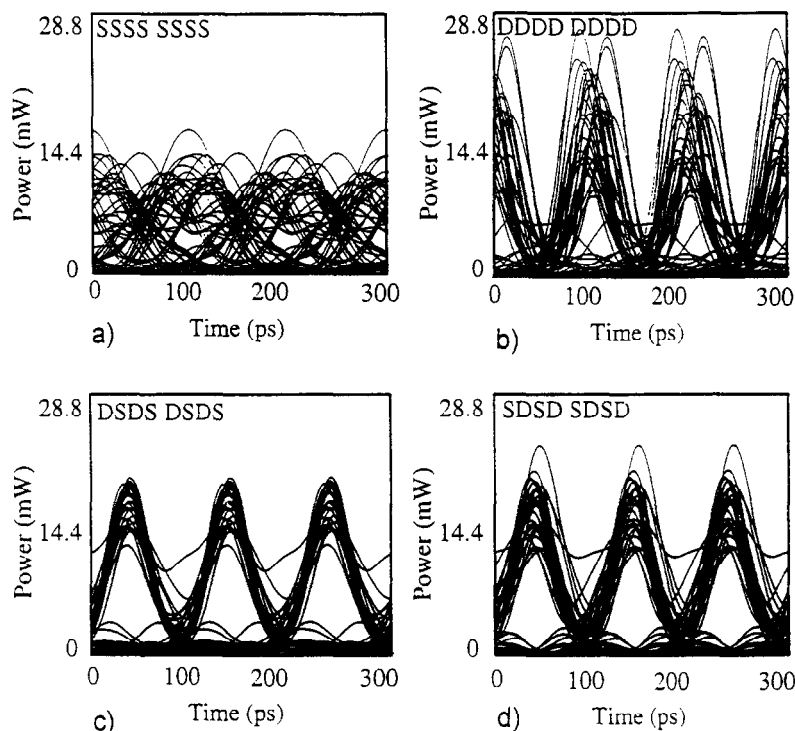 28.8
SSSS SSSS
Power (mW)
14.4
0
0 100 200 300
Time (ps)
a)
28.8
DDDD DDDD
Power (mW)
14.4
0
0 100 200 300
Time (ps)
b)
28.8
DSDS DSDS
Power (mW)
14.4
0
0 100 200 300
Time (ps)
c)
28.8
SDSD SDSD
Power (mW)
14.4
0
0 100 200 300
Time (ps)
d)